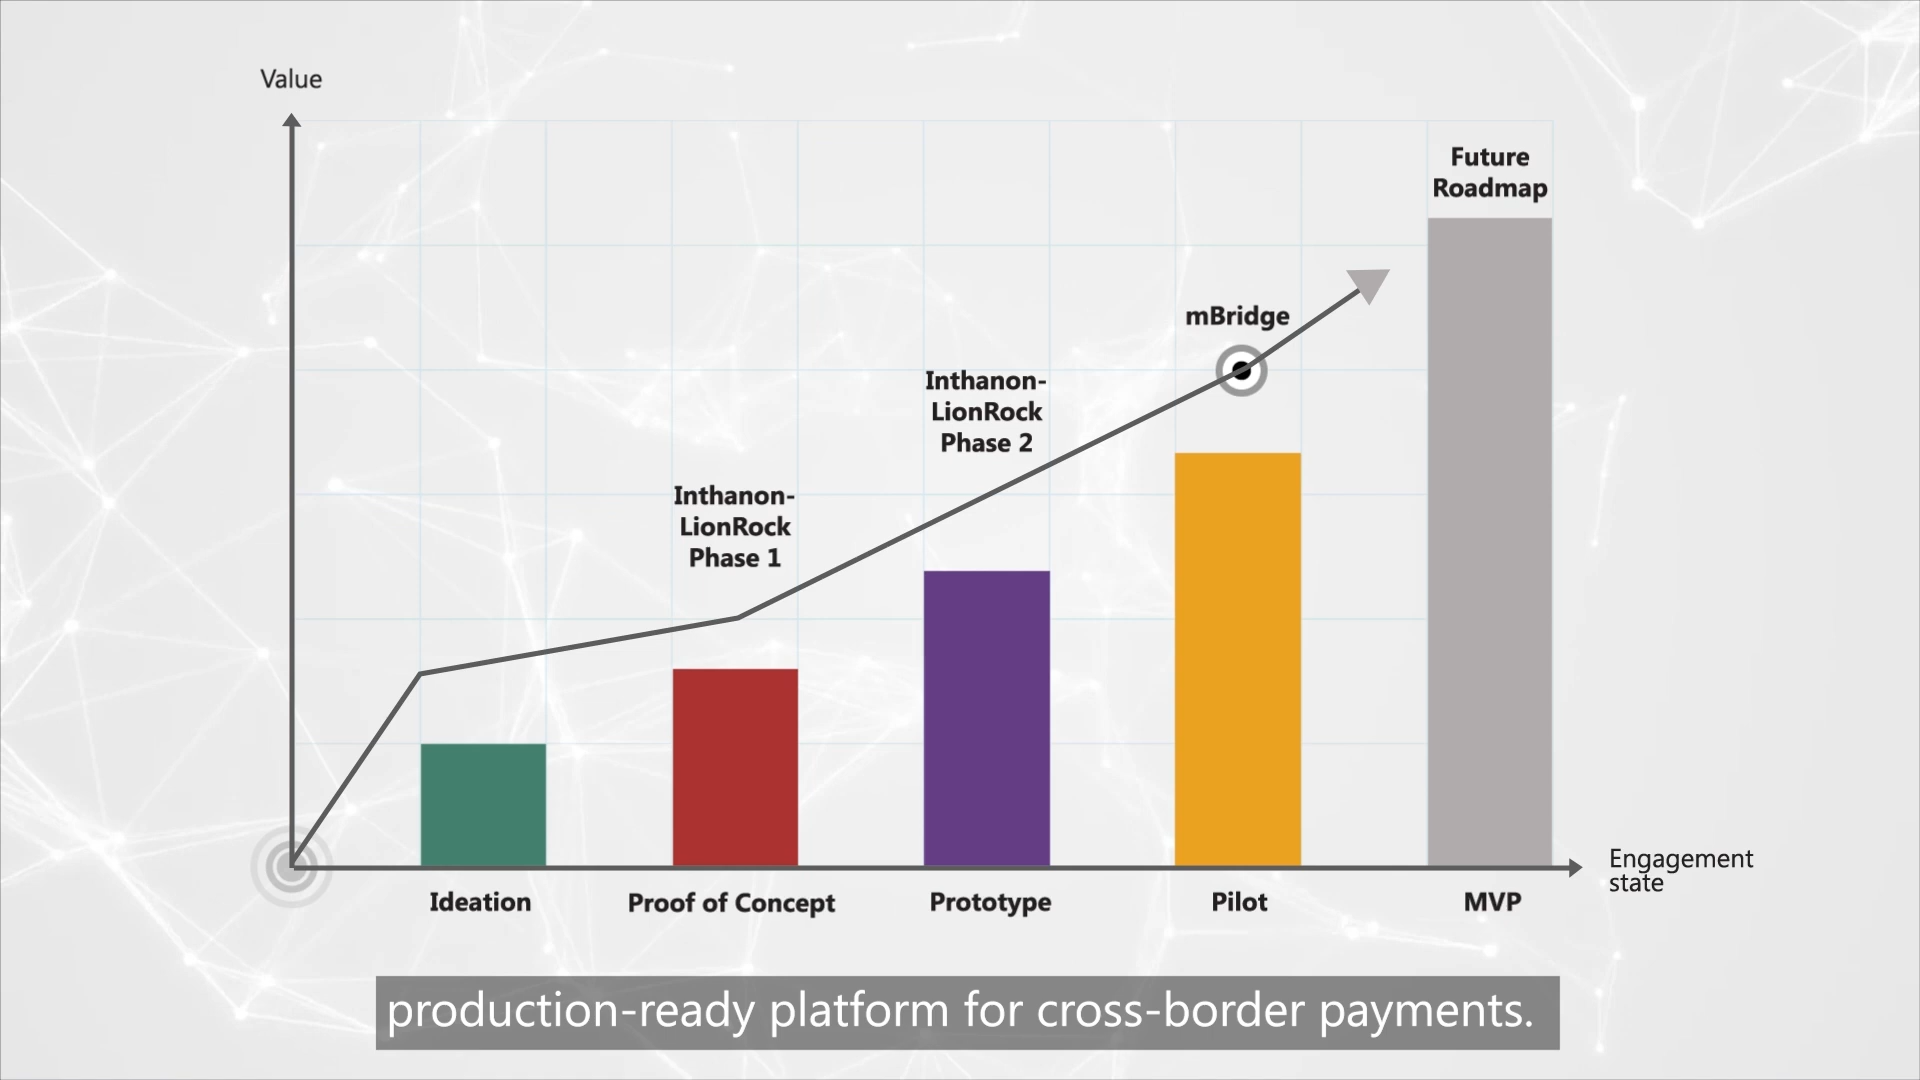 Value
Future
Roadmap
mBridge
Inthanon-
LionRock
Phase 2
Inthanon-
LionRock
Phase 1
Engagement
state
Ideation
Proof of Concept
Prototype
Pilot
MVP
production-ready platform for cross-border payments.